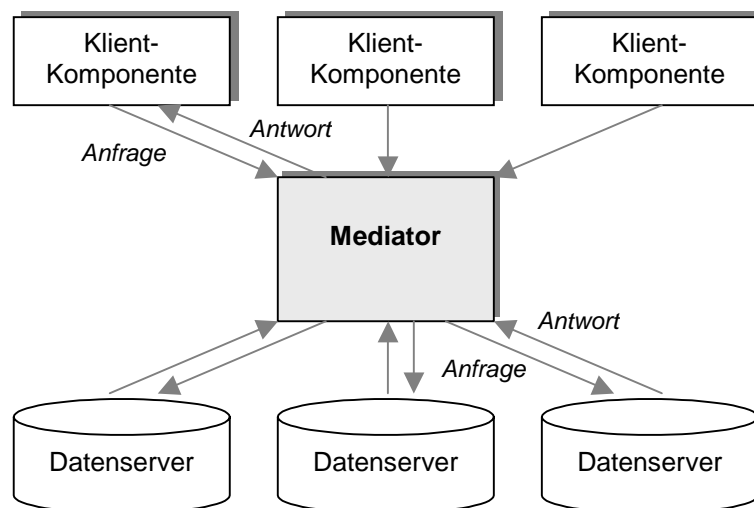 Klient-
Komponente
Klient-
Komponente
Klient-
Komponente
Antwort
Anfrage
Mediator
Antwort
Anfrage
Datenserver
Datenserver
Datenserver